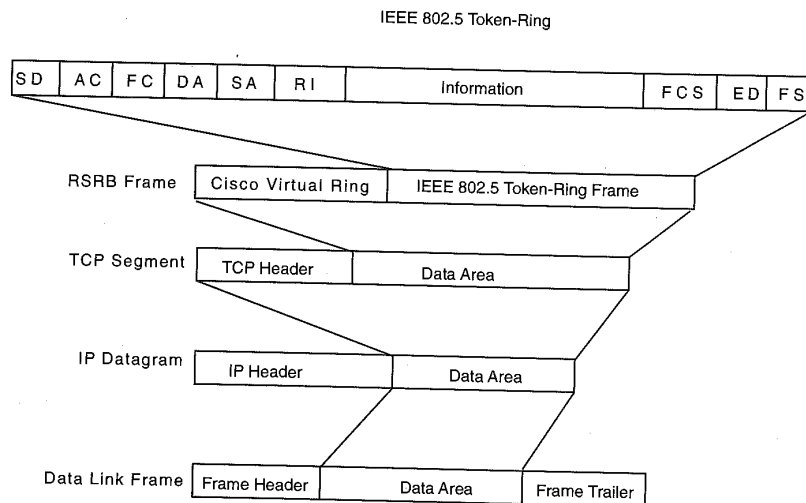 IEEE 802.5 Token-Ring
SD AC FC DA SA RI Information FCS ED FS
RSRB Frame Cisco Virtual Ring IEEE 802.5 Token-Ring Frame
TCP Segment TCP Header Data Area
IP Datagram IP Header Data Area
Data Link Frame Frame Header Data Area Frame Trailer